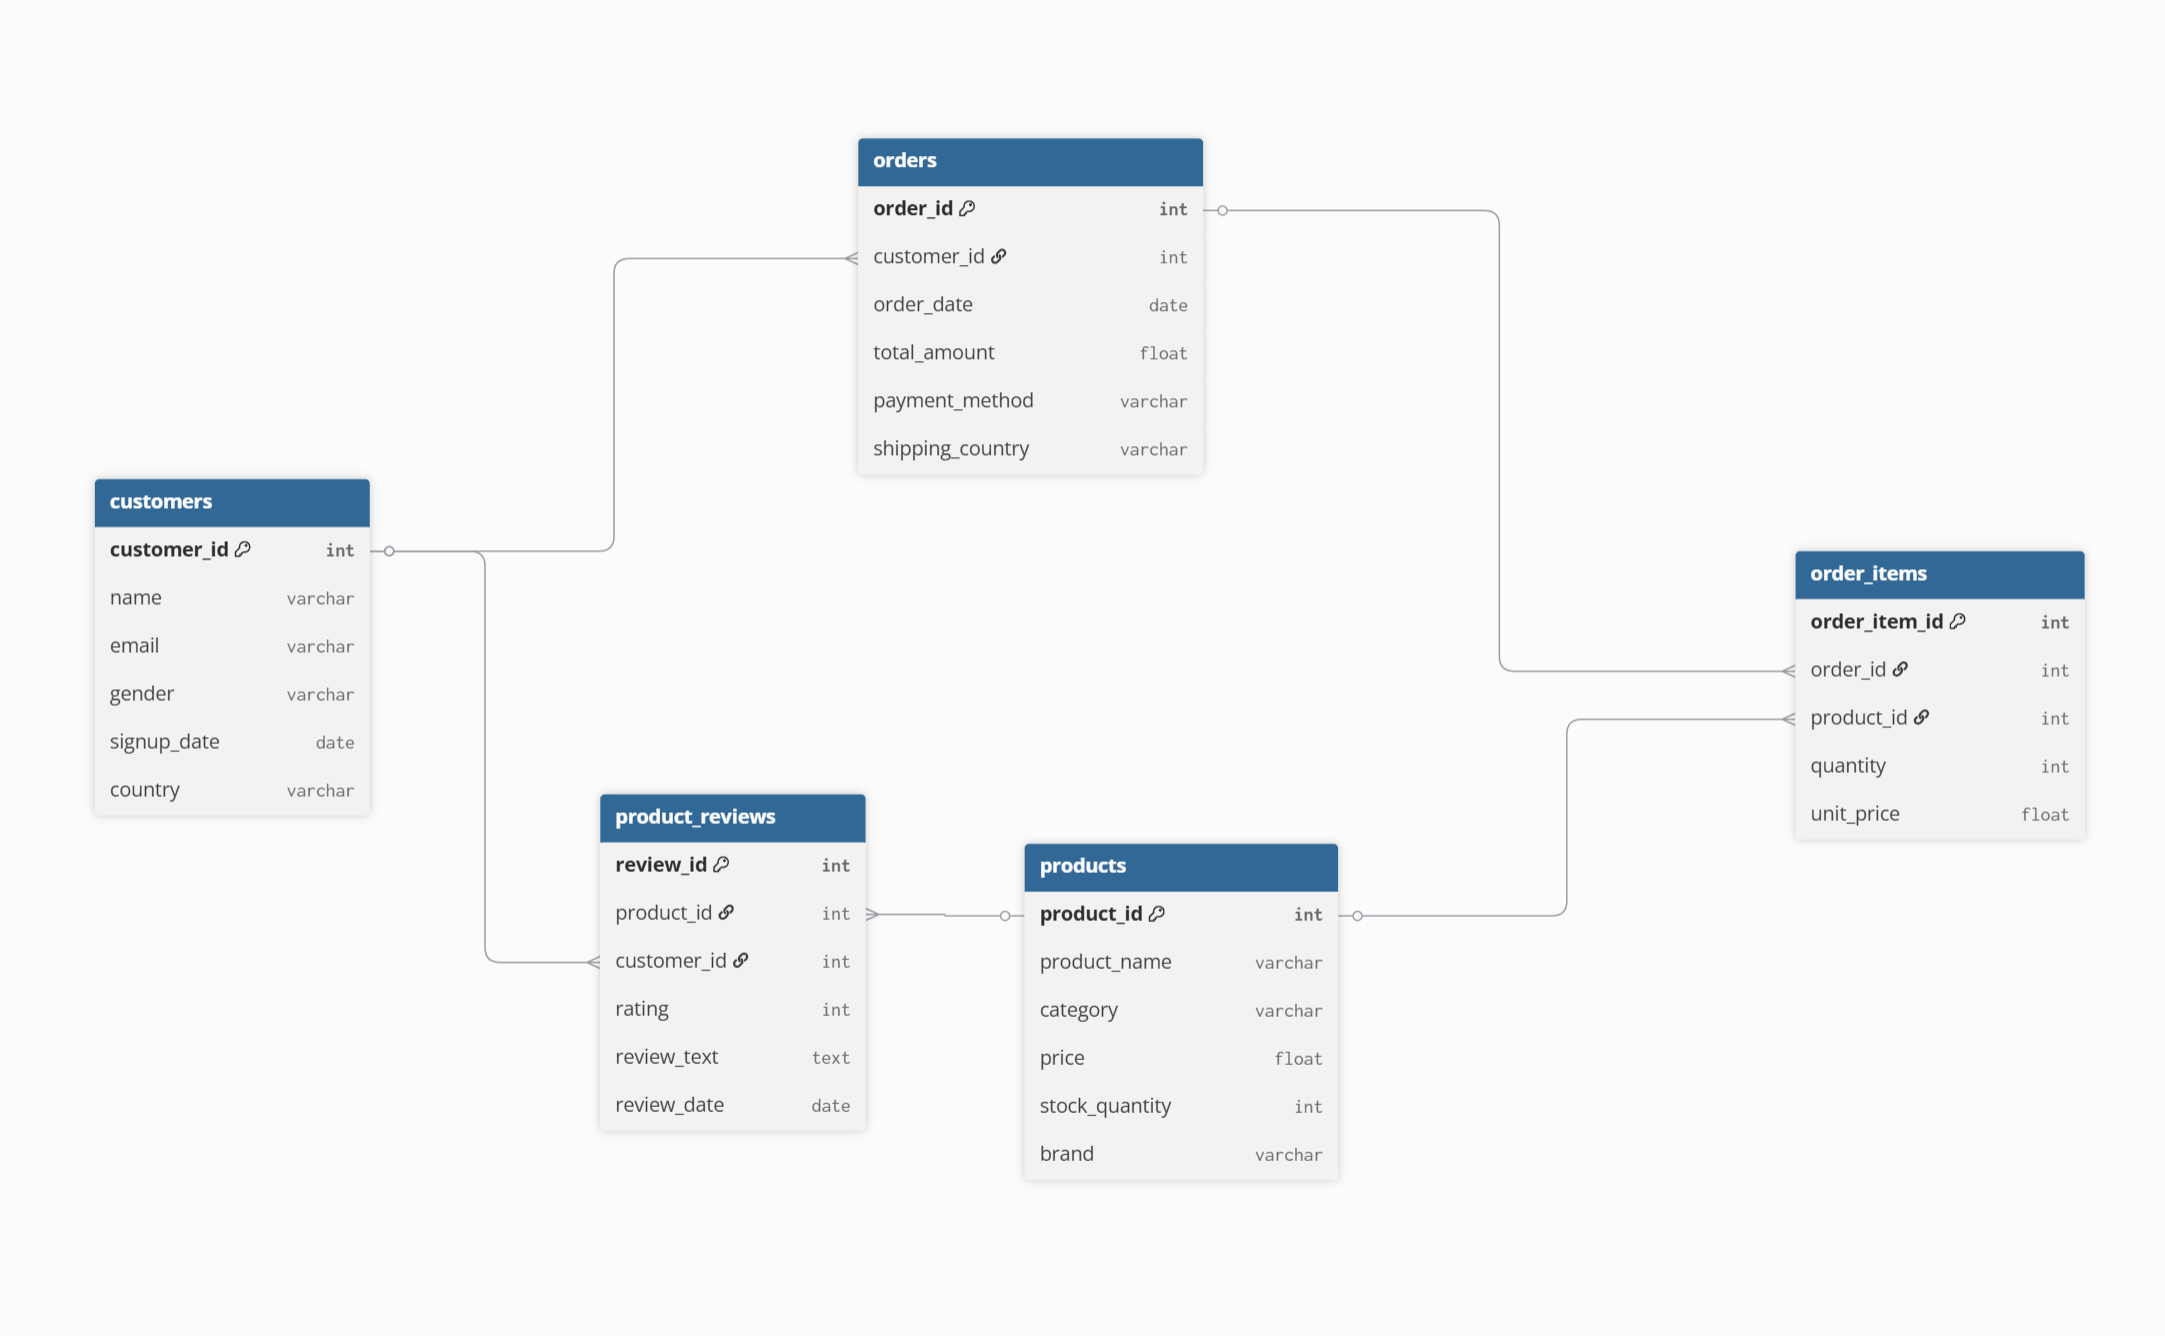 orders
order_id int
customer_id int
order_date date
total_amount float
payment_method varchar
shipping_country varchar
customers
customer_id int
name varchar
email varchar
gender varchar
signup_date date
country varchar
order_items
order_item_id int
order_id int
product_id int
quantity int
unit_price float
product_reviews
review_id int
product_id int
customer_id int
rating int
review_text text
review_date date
products
product_id int
product_name varchar
category varchar
price float
stock_quantity int
brand varchar